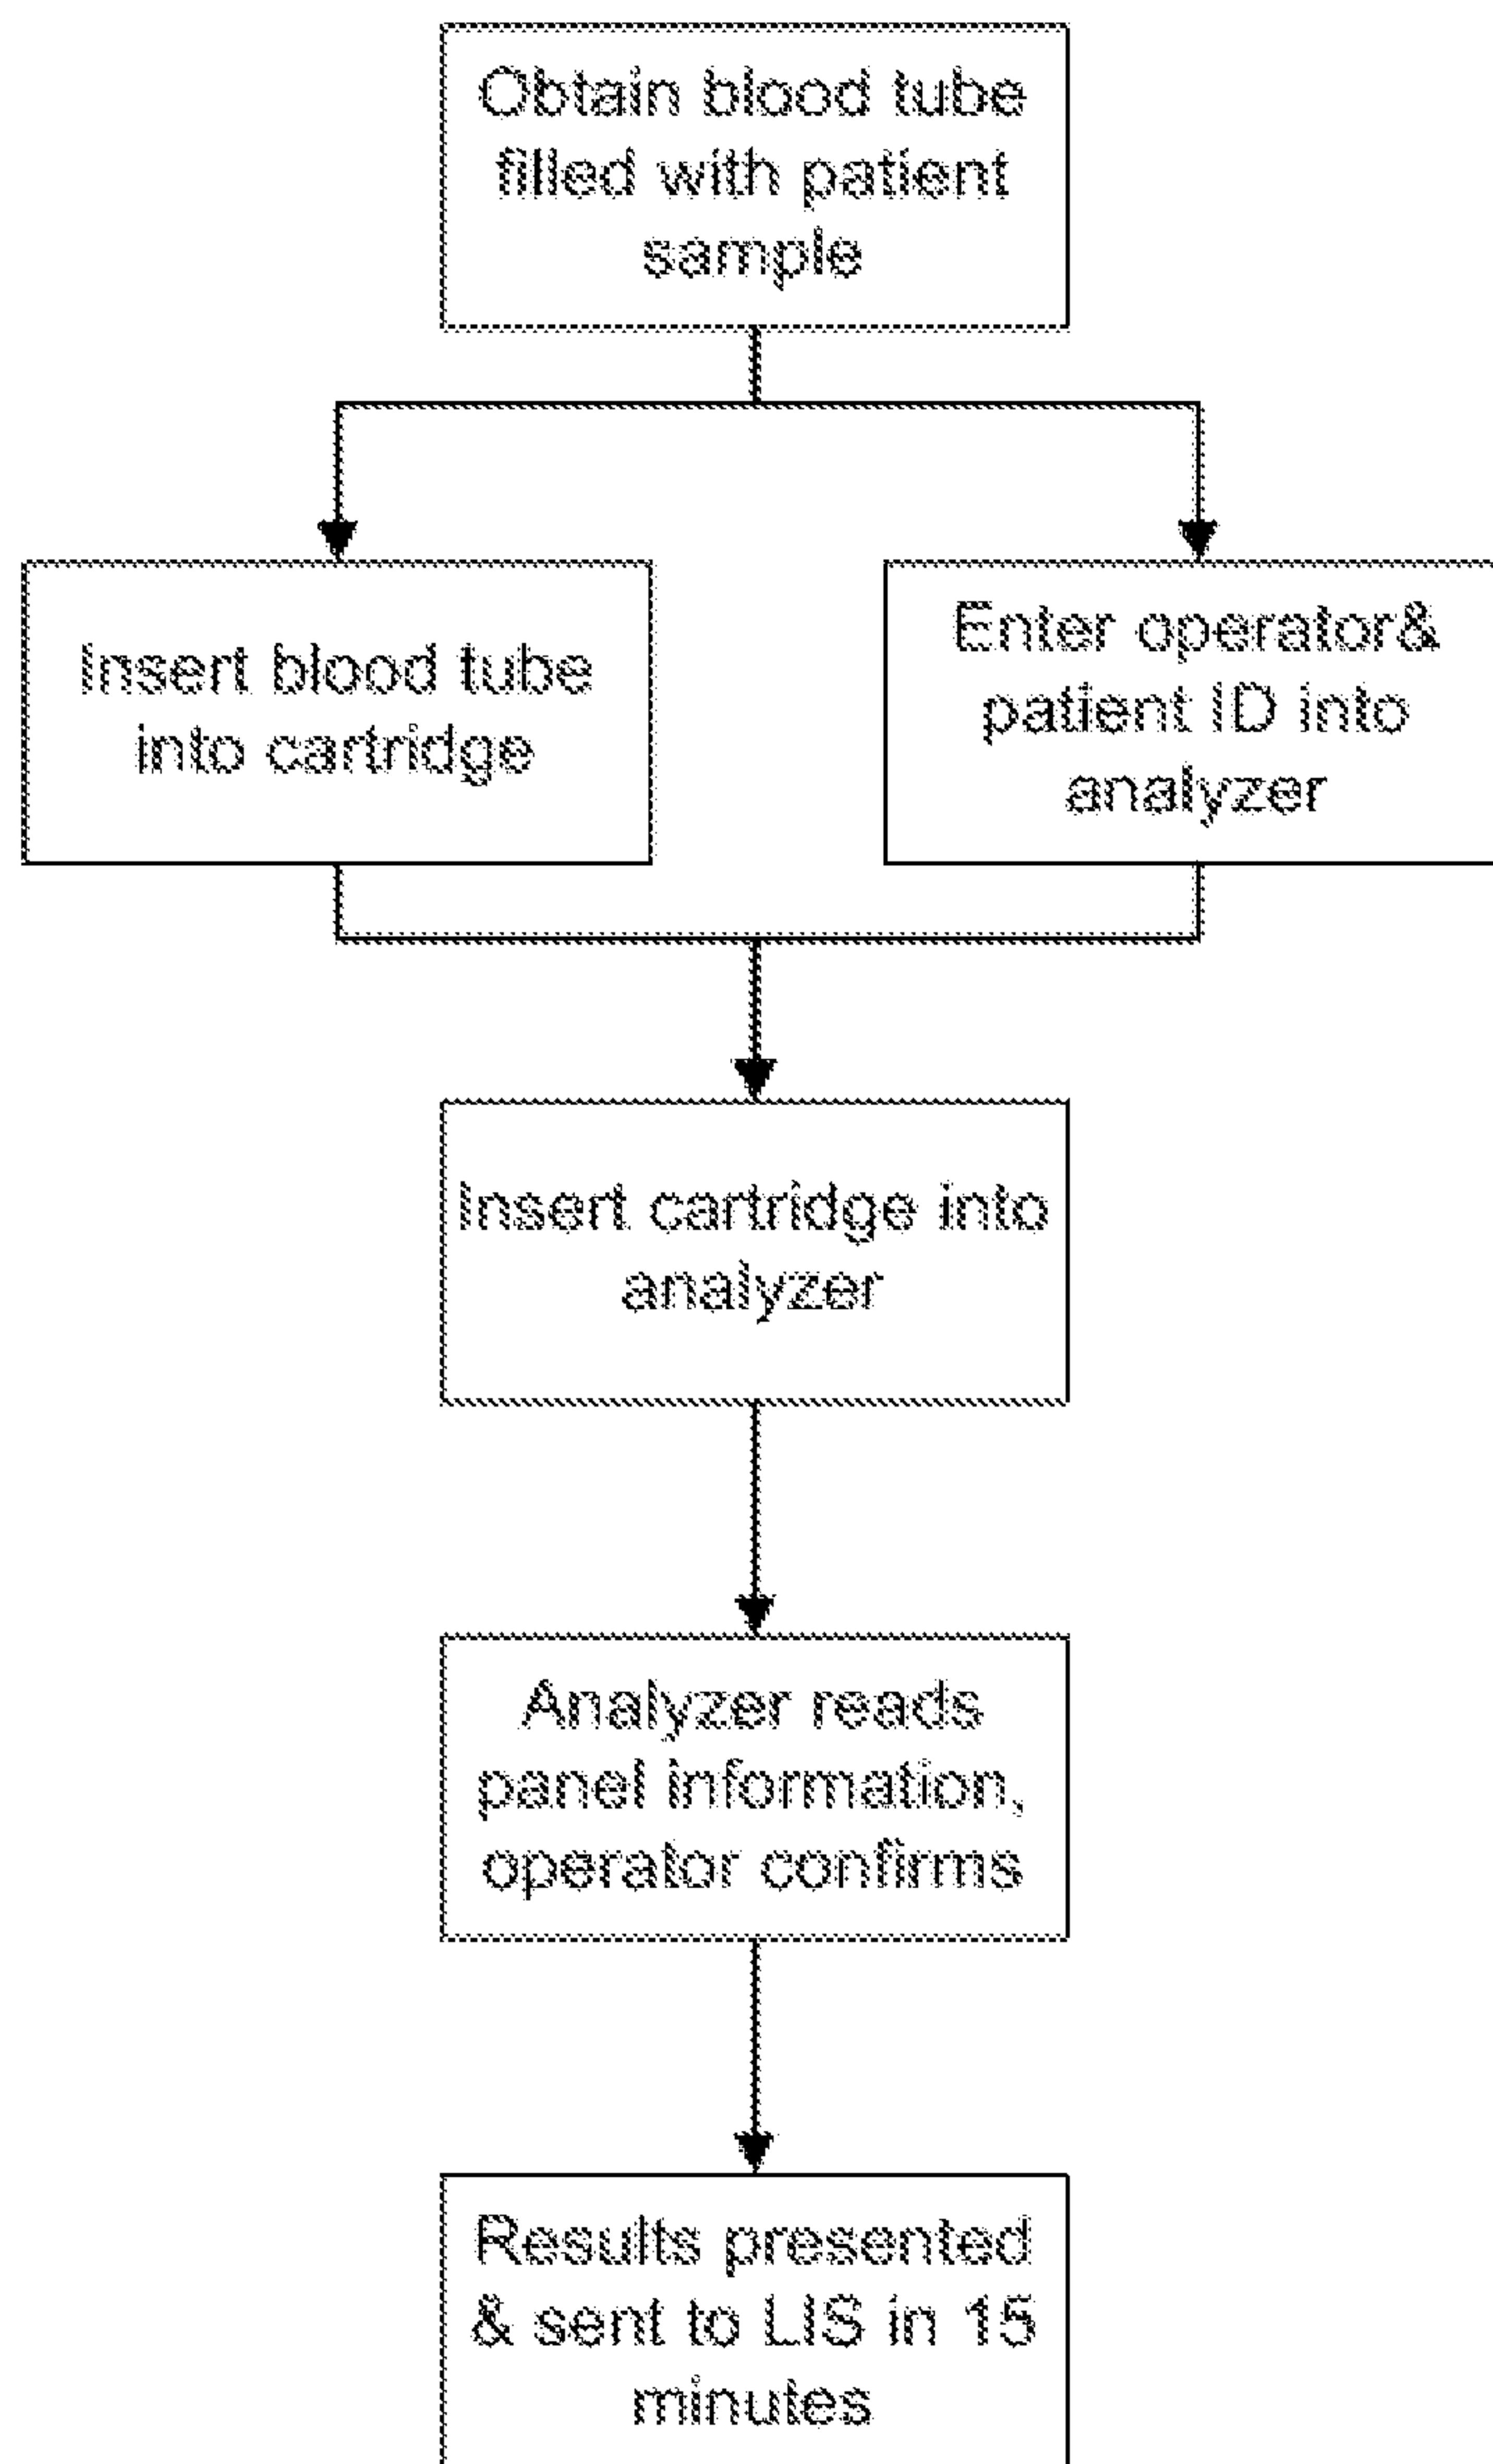 Obtain blood tube
filled with patient
sample
Insert blood tube
into cartridge
Enter operator&
patient ID into
analyzer
Insert cartridge into
analyzer
Analyzer reads
panel information,
operator confirms
Results presented
& sent to LIS in 15
minutes